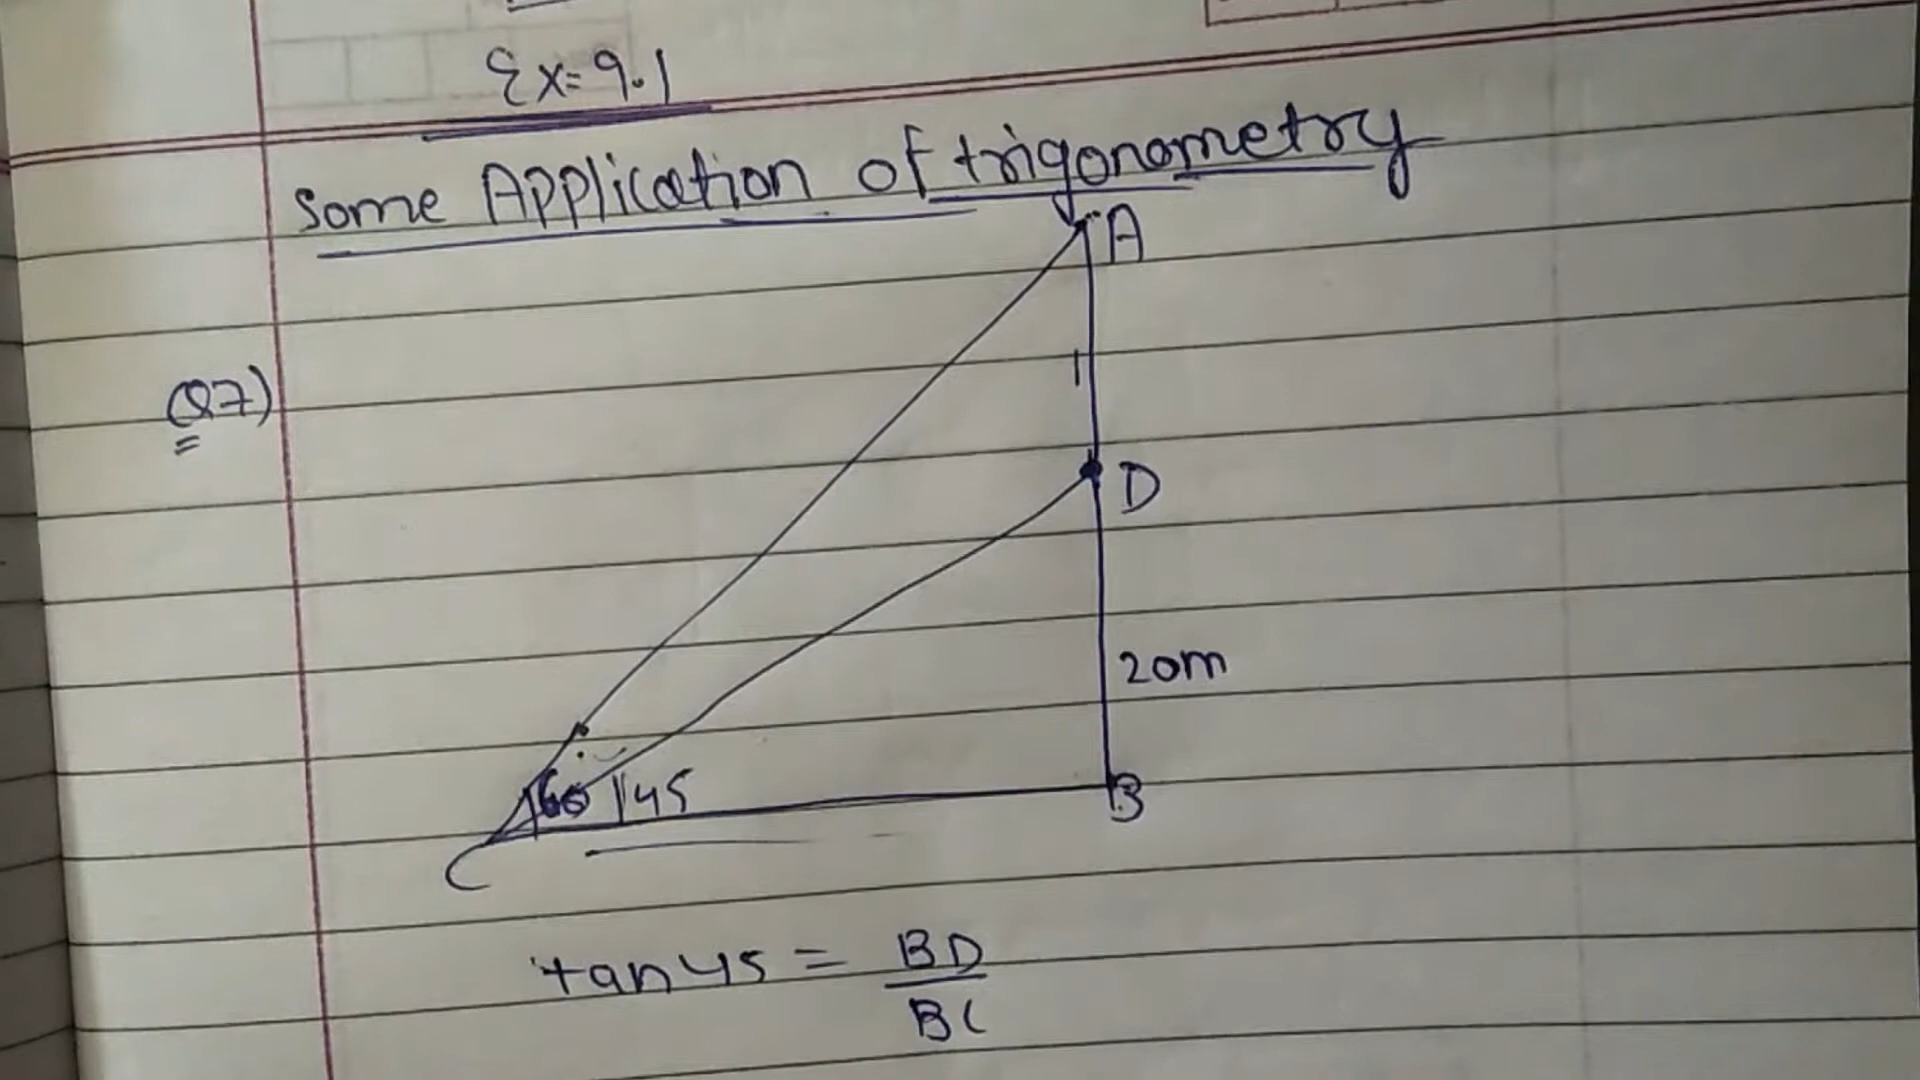 Ex=9.1
Some Application of trigonometry
A
Q7)
D
20m
60 45
B
C
tan45 = BD
BC